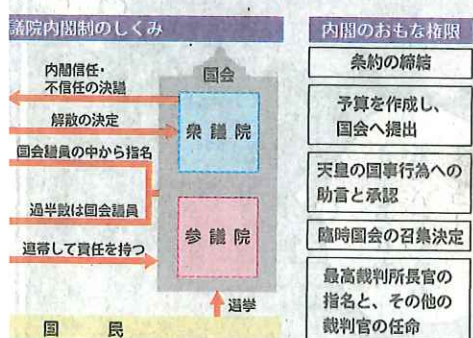 議院内閣制のしくみ
内閣信任・
不信任の決議
解散の決定
国会議員の中から指名
過半数は国会議員
連帯して責任を持つ
国会
衆議院
参議院
選挙
国民
内閣のおもな権限
条約の締結
予算を作成し、
国会へ提出
天皇の国事行為への
助言と承認
臨時国会の召集決定
最高裁判所長官の
指名と、その他の
裁判官の任命